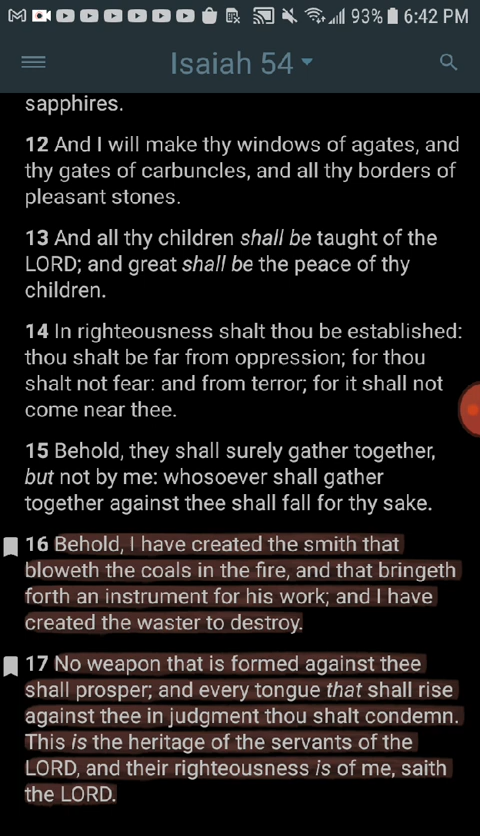 93% 6:42 PM
Isaiah 54
sapphires.
12 And I will make thy windows of agates, and
thy gates of carbuncles, and all thy borders of
pleasant stones.
13 And all thy children shall be taught of the
LORD; and great shall be the peace of thy
children.
14 In righteousness shalt thou be established:
thou shalt be far from oppression; for thou
shalt not fear: and from terror; for it shall not
come near thee.
15 Behold, they shall surely gather together,
but not by me: whosoever shall gather
together against thee shall fall for thy sake.
16 Behold, I have created the smith that
bloweth the coals in the fire, and that bringeth
forth an instrument for his work; and I have
created the waster to destroy.
17 No weapon that is formed against thee
shall prosper; and every tongue that shall rise
against thee in judgment thou shalt condemn.
This is the heritage of the servants of the
LORD, and their righteousness is of me, saith
the LORD.